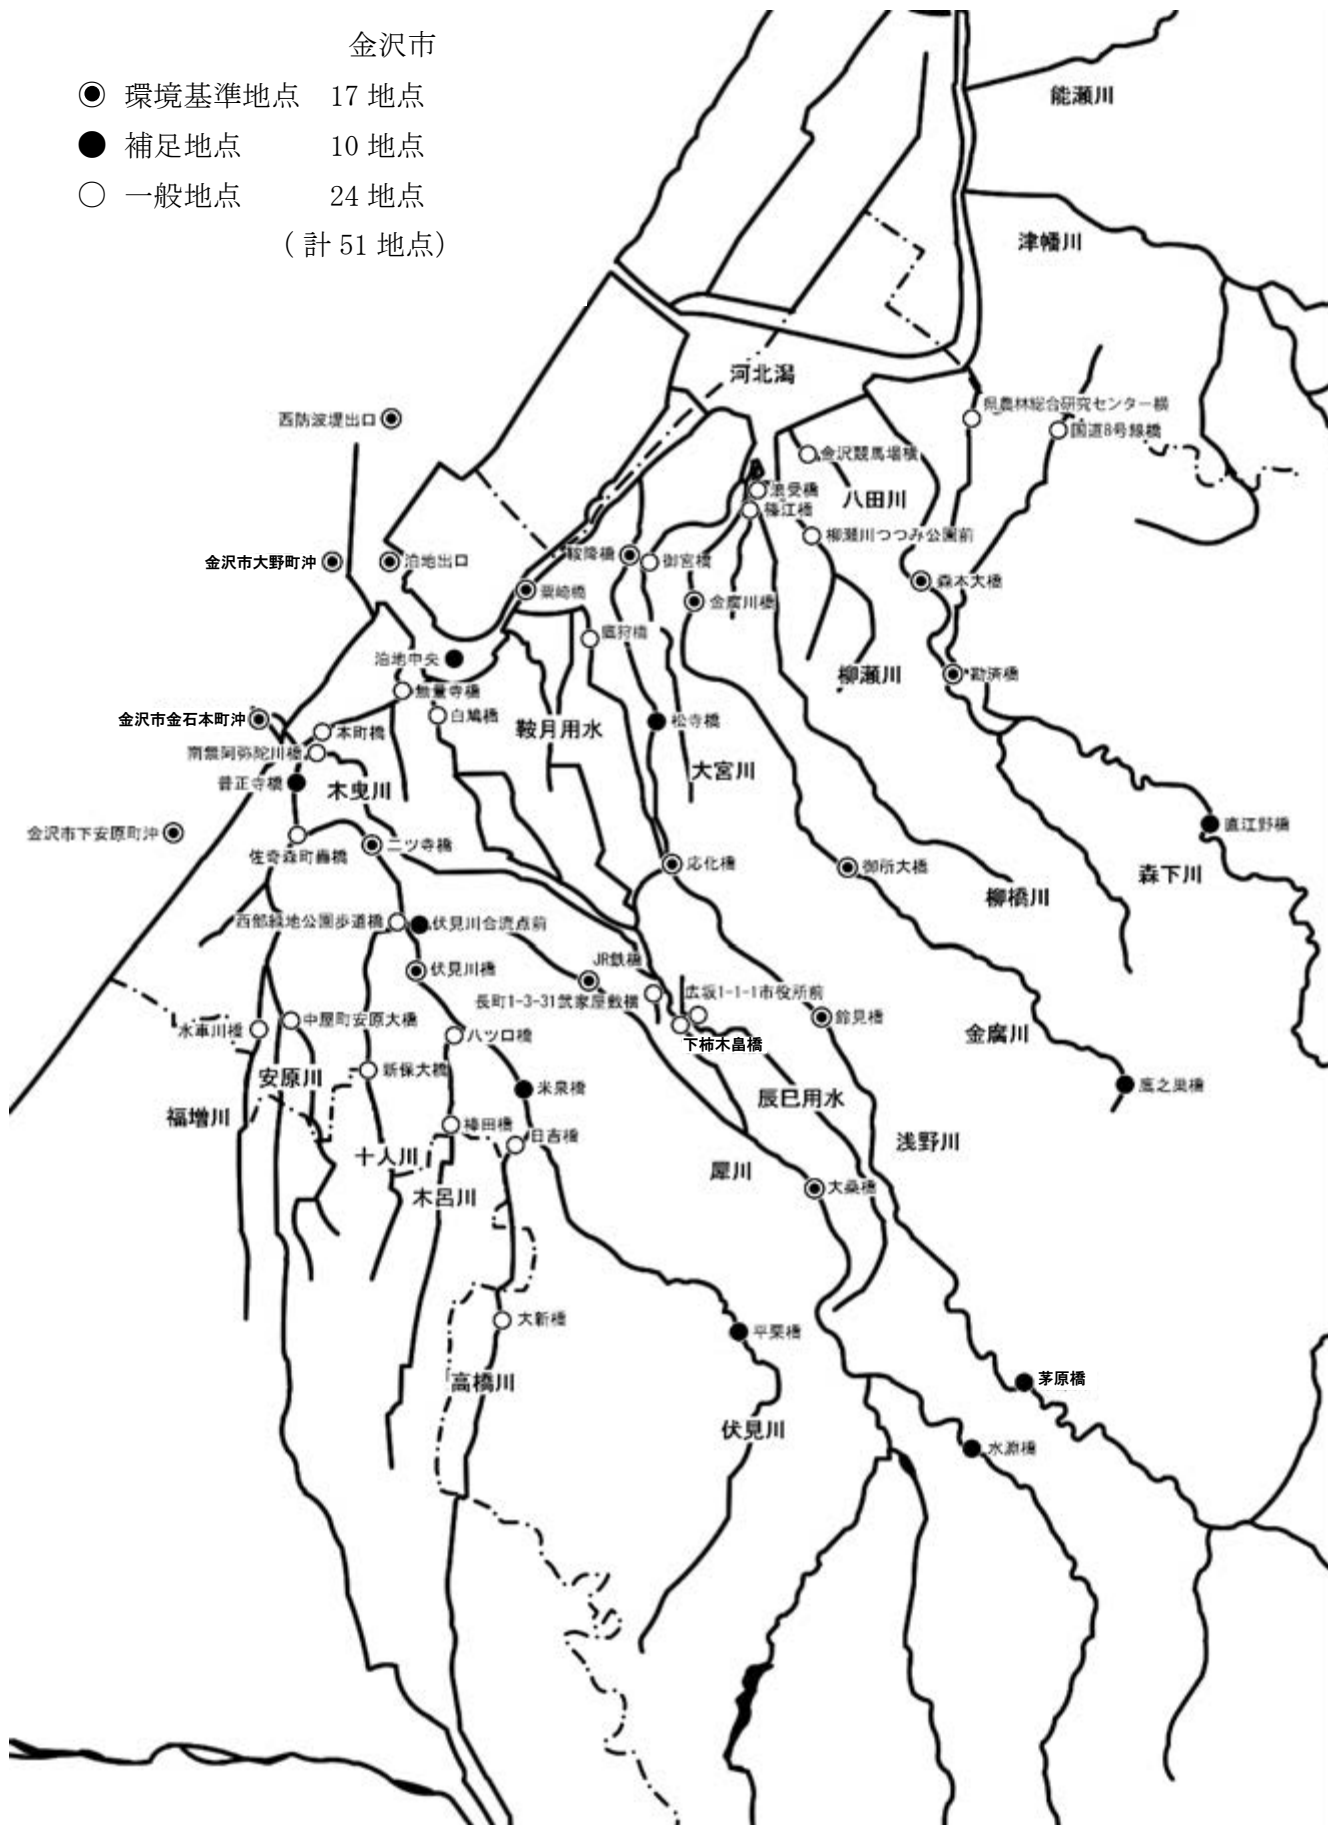 金沢市
◉ 環境基準地点 17 地点
● 補足地点 10 地点
○ 一般地点 24 地点
( 計 51 地点)
能瀬川
津幡川
河北潟
県農林総合研究センター横
西防波堤出口
国道8号線橋
金沢競馬場横
浪受橋
八田川
篠江橋
柳瀬川つつみ公園前
鞍降橋
御宮橋
金沢市大野町沖
泊地出口
森本大橋
粟崎橋
金腐川橋
鷹狩橋
泊地中央
柳瀬川
勘済橋
無量寺橋
金沢市金石本町沖
白鳩橋
松寺橋
本町橋
鞍月用水
南無阿弥陀川橋
大宮川
普正寺橋
木曳川
直江野橋
金沢市下安原町沖
二ツ寺橋
佐奇森町轟橋
応化橋
御所大橋
森下川
柳橋川
西部緑地公園歩道橋
伏見川合流点前
JR鉄橋
伏見川橋
広坂1-1-1市役所前
長町1-3-31武家屋敷横
中屋町安原大橋
鈴見橋
水車川橋
八ツ口橋
金腐川
下柿木畠橋
新保大橋
安原川
鷹之巣橋
米泉橋
辰巳用水
福増川
横田橋
日吉橋
浅野川
十人川
犀川
大桑橋
木呂川
大新橋
平栗橋
高橋川
茅原橋
伏見川
水淵橋